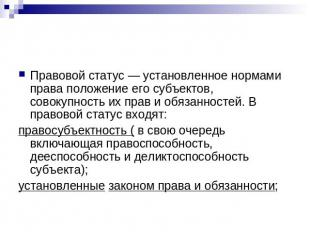 Правовой статус — установленное нормами
права положение его субъектов,
совокупность их прав и обязанностей. В
правовой статус входят:
правосубъектность ( в свою очередь
включающая правоспособность,
дееспособность и деликтоспособность
субъекта);
установленные законом права и обязанности;